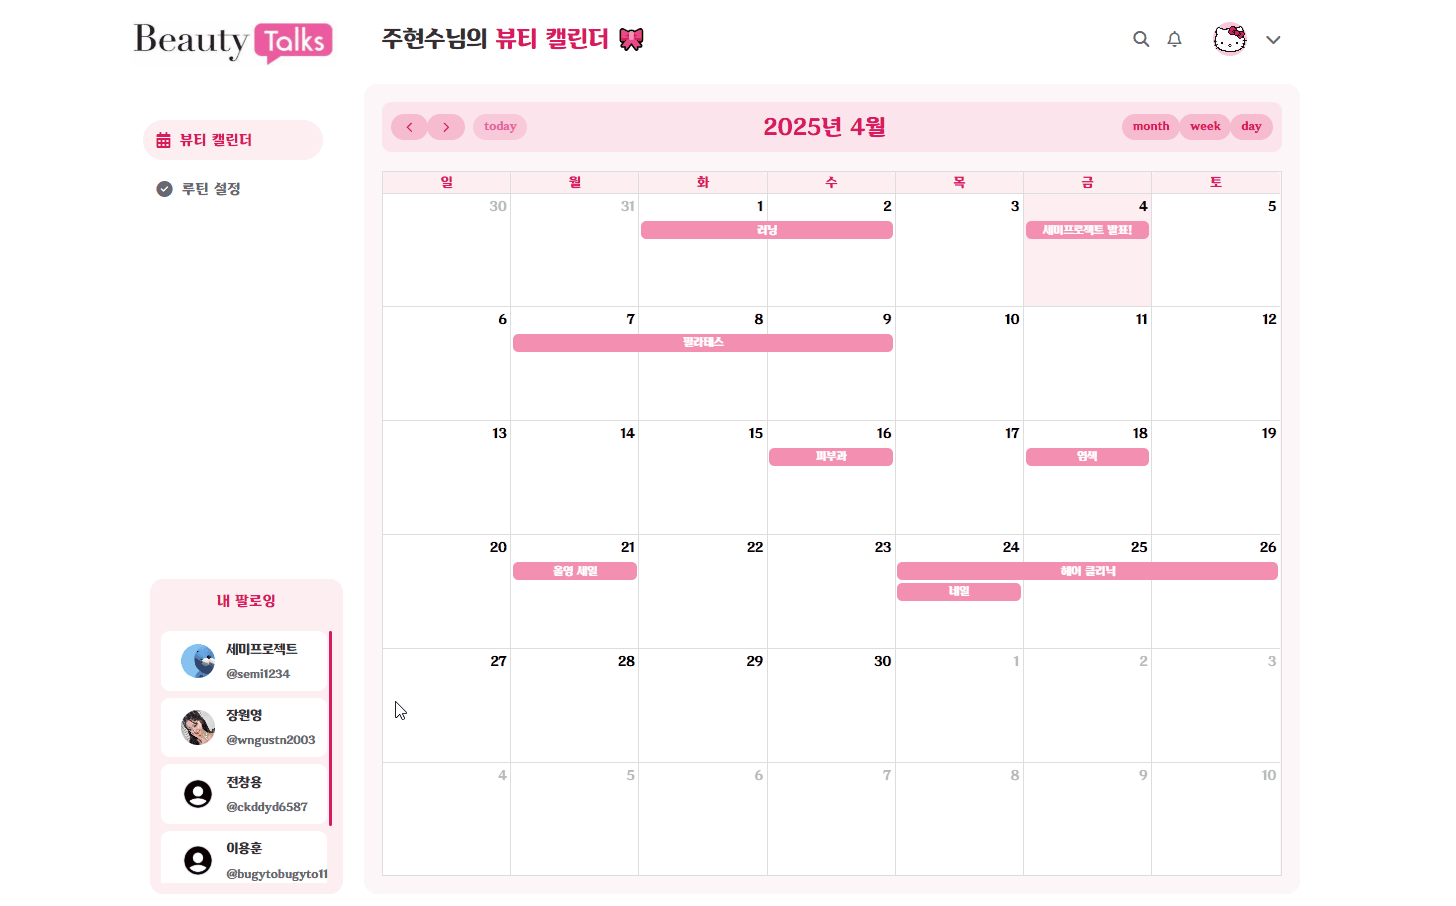 Beauty Talks
주현수님의 뷰티 캘린더
뷰티 캘린더
루틴 설정
today
2025년 4월
month week day
일 월 화 수 목 금 토
30 31 1 2 3 4 5
러닝
세미프로젝트 발표!
6 7 8 9 10 11 12
필라테스
13 14 15 16 17 18 19
피부과
염색
20 21 22 23 24 25 26
올영 세일
헤어 클리닉
네일
27 28 29 30 1 2 3
4 5 6 7 8 9 10
내 팔로잉
세미프로젝트
@semi1234
장원영
@wngustn2003
전창용
@ckddyd6587
이용훈
@bugytobugyto11